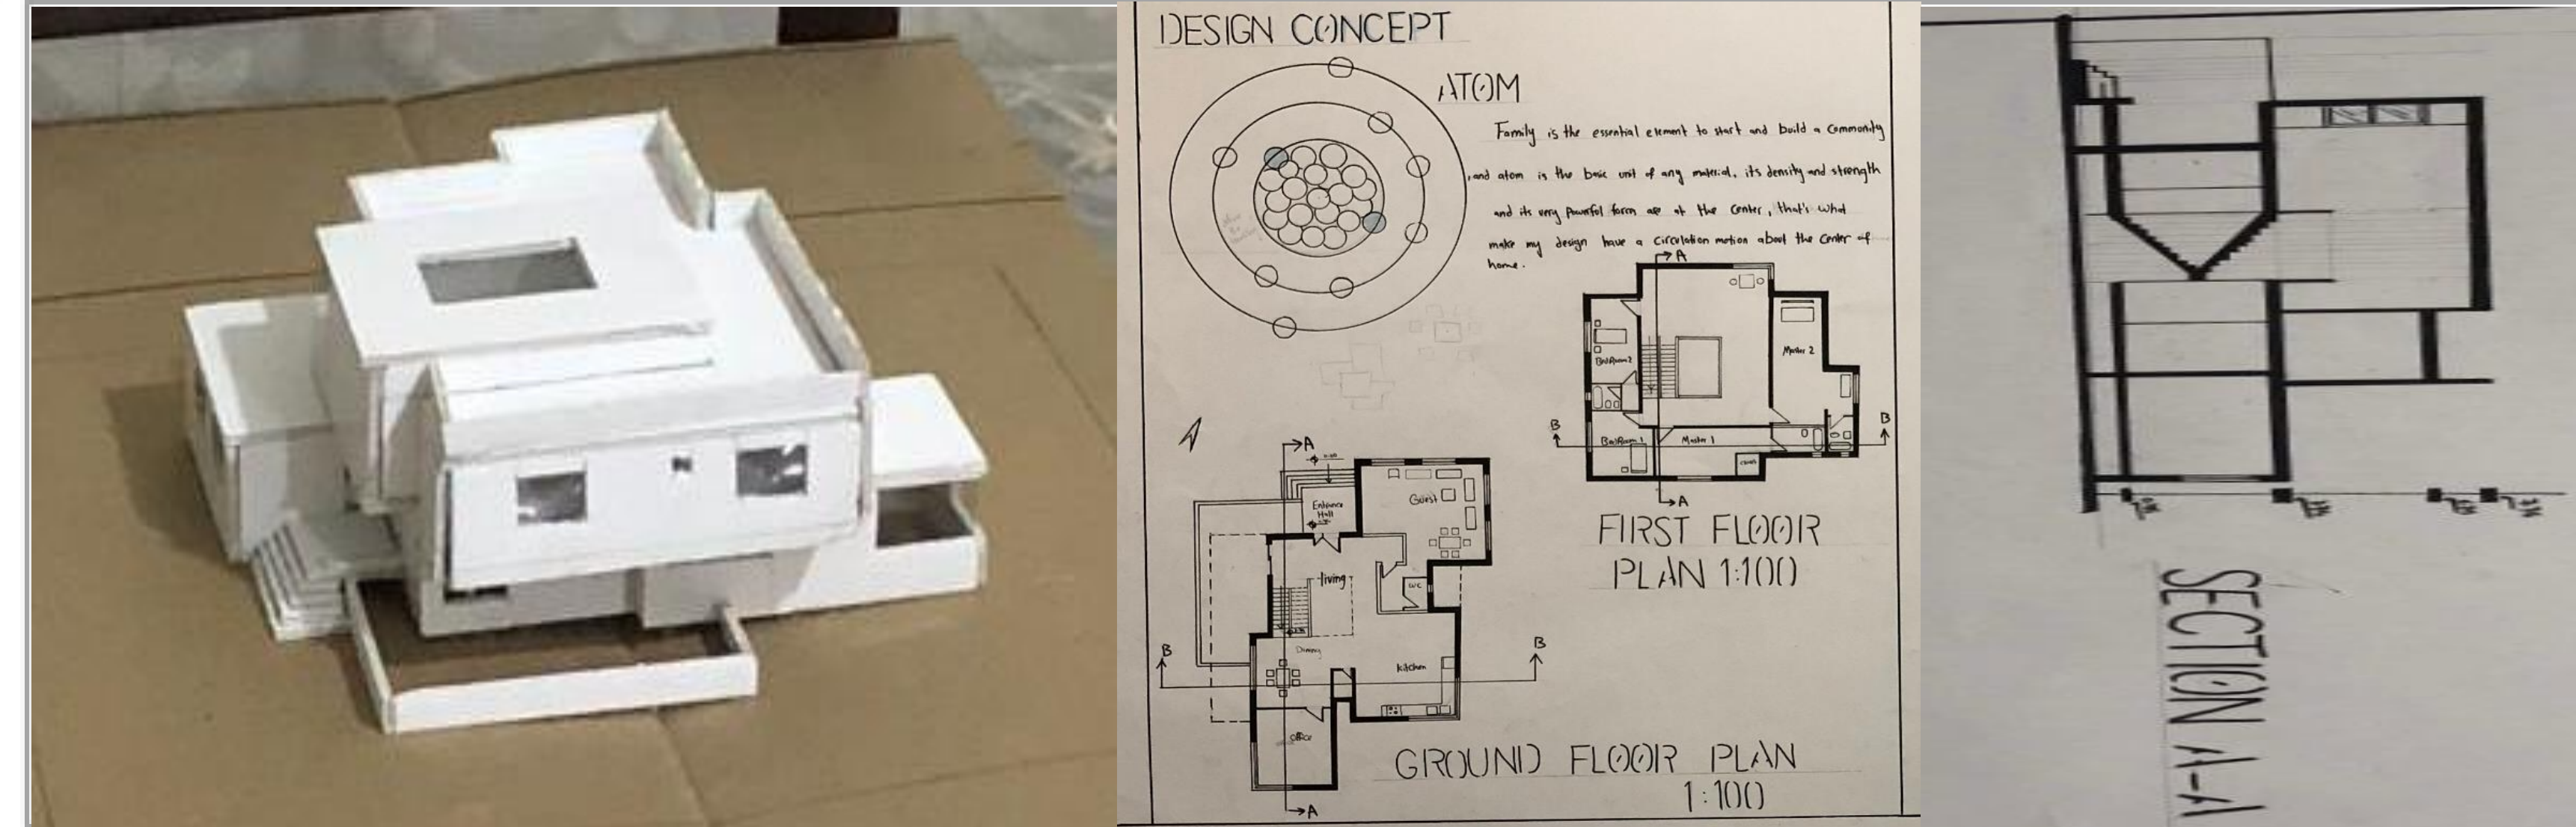 DESIGN CONCEPT
ATOM
Family is the essential element to start and build a commonity
,and atom is the basic unit of any material, its density and strength
and its very powerful form are at the center, that's what
make my design have a circulation motion about the center of
home.
A
BedRoom2
Master 2
B
BedRoom1
Master 1
B
A
FIRST FLOOR
PLAN 1:100
A
Entrance
Hall
Guest
living
WC
B
Dining
kitchen
B
office
A
GROUND FLOOR PLAN
1:100
SECTION A-A